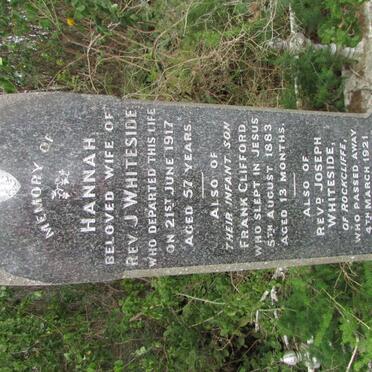 MEMORY OF
HANNAH
BELOVED WIFE OF
REV. J WHITESIDE
WHO DEPARTED THIS LIFE
ON 21ST JUNE 1917
AGED 57 YEARS.
ALSO OF
THEIR INFANT SON
FRANK CLIFFORD,
WHO SLEPT IN JESUS
5TH AUGUST 1883
AGED 13 MONTHS.
ALSO OF
REVD JOSEPH
WHITESIDE,
OF ROCKCLIFFE,
WHO PASSED AWAY
4TH MARCH 1921.